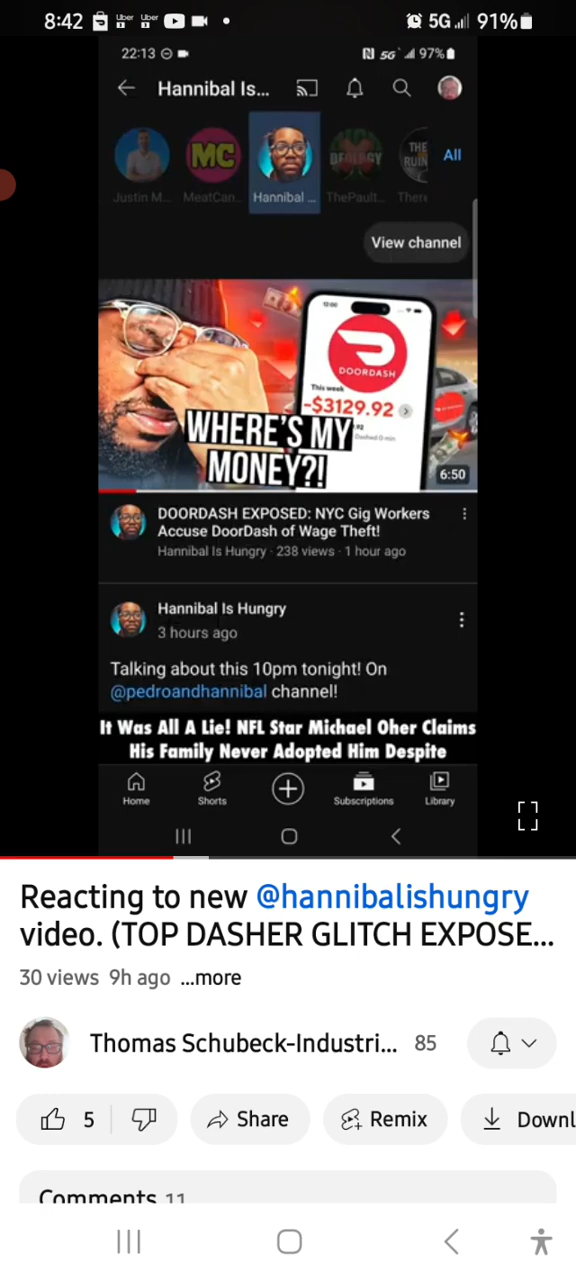 8:42 Uber Uber 5G 91%
22:13 5G 97%
Hannibal Is...
MC
THE
RUIN
All
Justin M... MeatCan... Hannibal ... ThePault... There
View channel
DOORDASH
This week
-$3129.92
WHERE'S MY
MONEY?!
6:50
DOORDASH EXPOSED: NYC Gig Workers
Accuse DoorDash of Wage Theft!
Hannibal Is Hungry · 238 views · 1 hour ago
Hannibal Is Hungry
3 hours ago
Talking about this 10pm tonight! On
@pedroandhannibal channel!
It Was All A Lie! NFL Star Michael Oher Claims
His Family Never Adopted Him Despite
Home Shorts Subscriptions Library
Reacting to new @hannibalishungry
video. (TOP DASHER GLITCH EXPOSE...
30 views 9h ago ...more
Thomas Schubeck-Industri... 85
5 Share Remix Downl
Comments 11